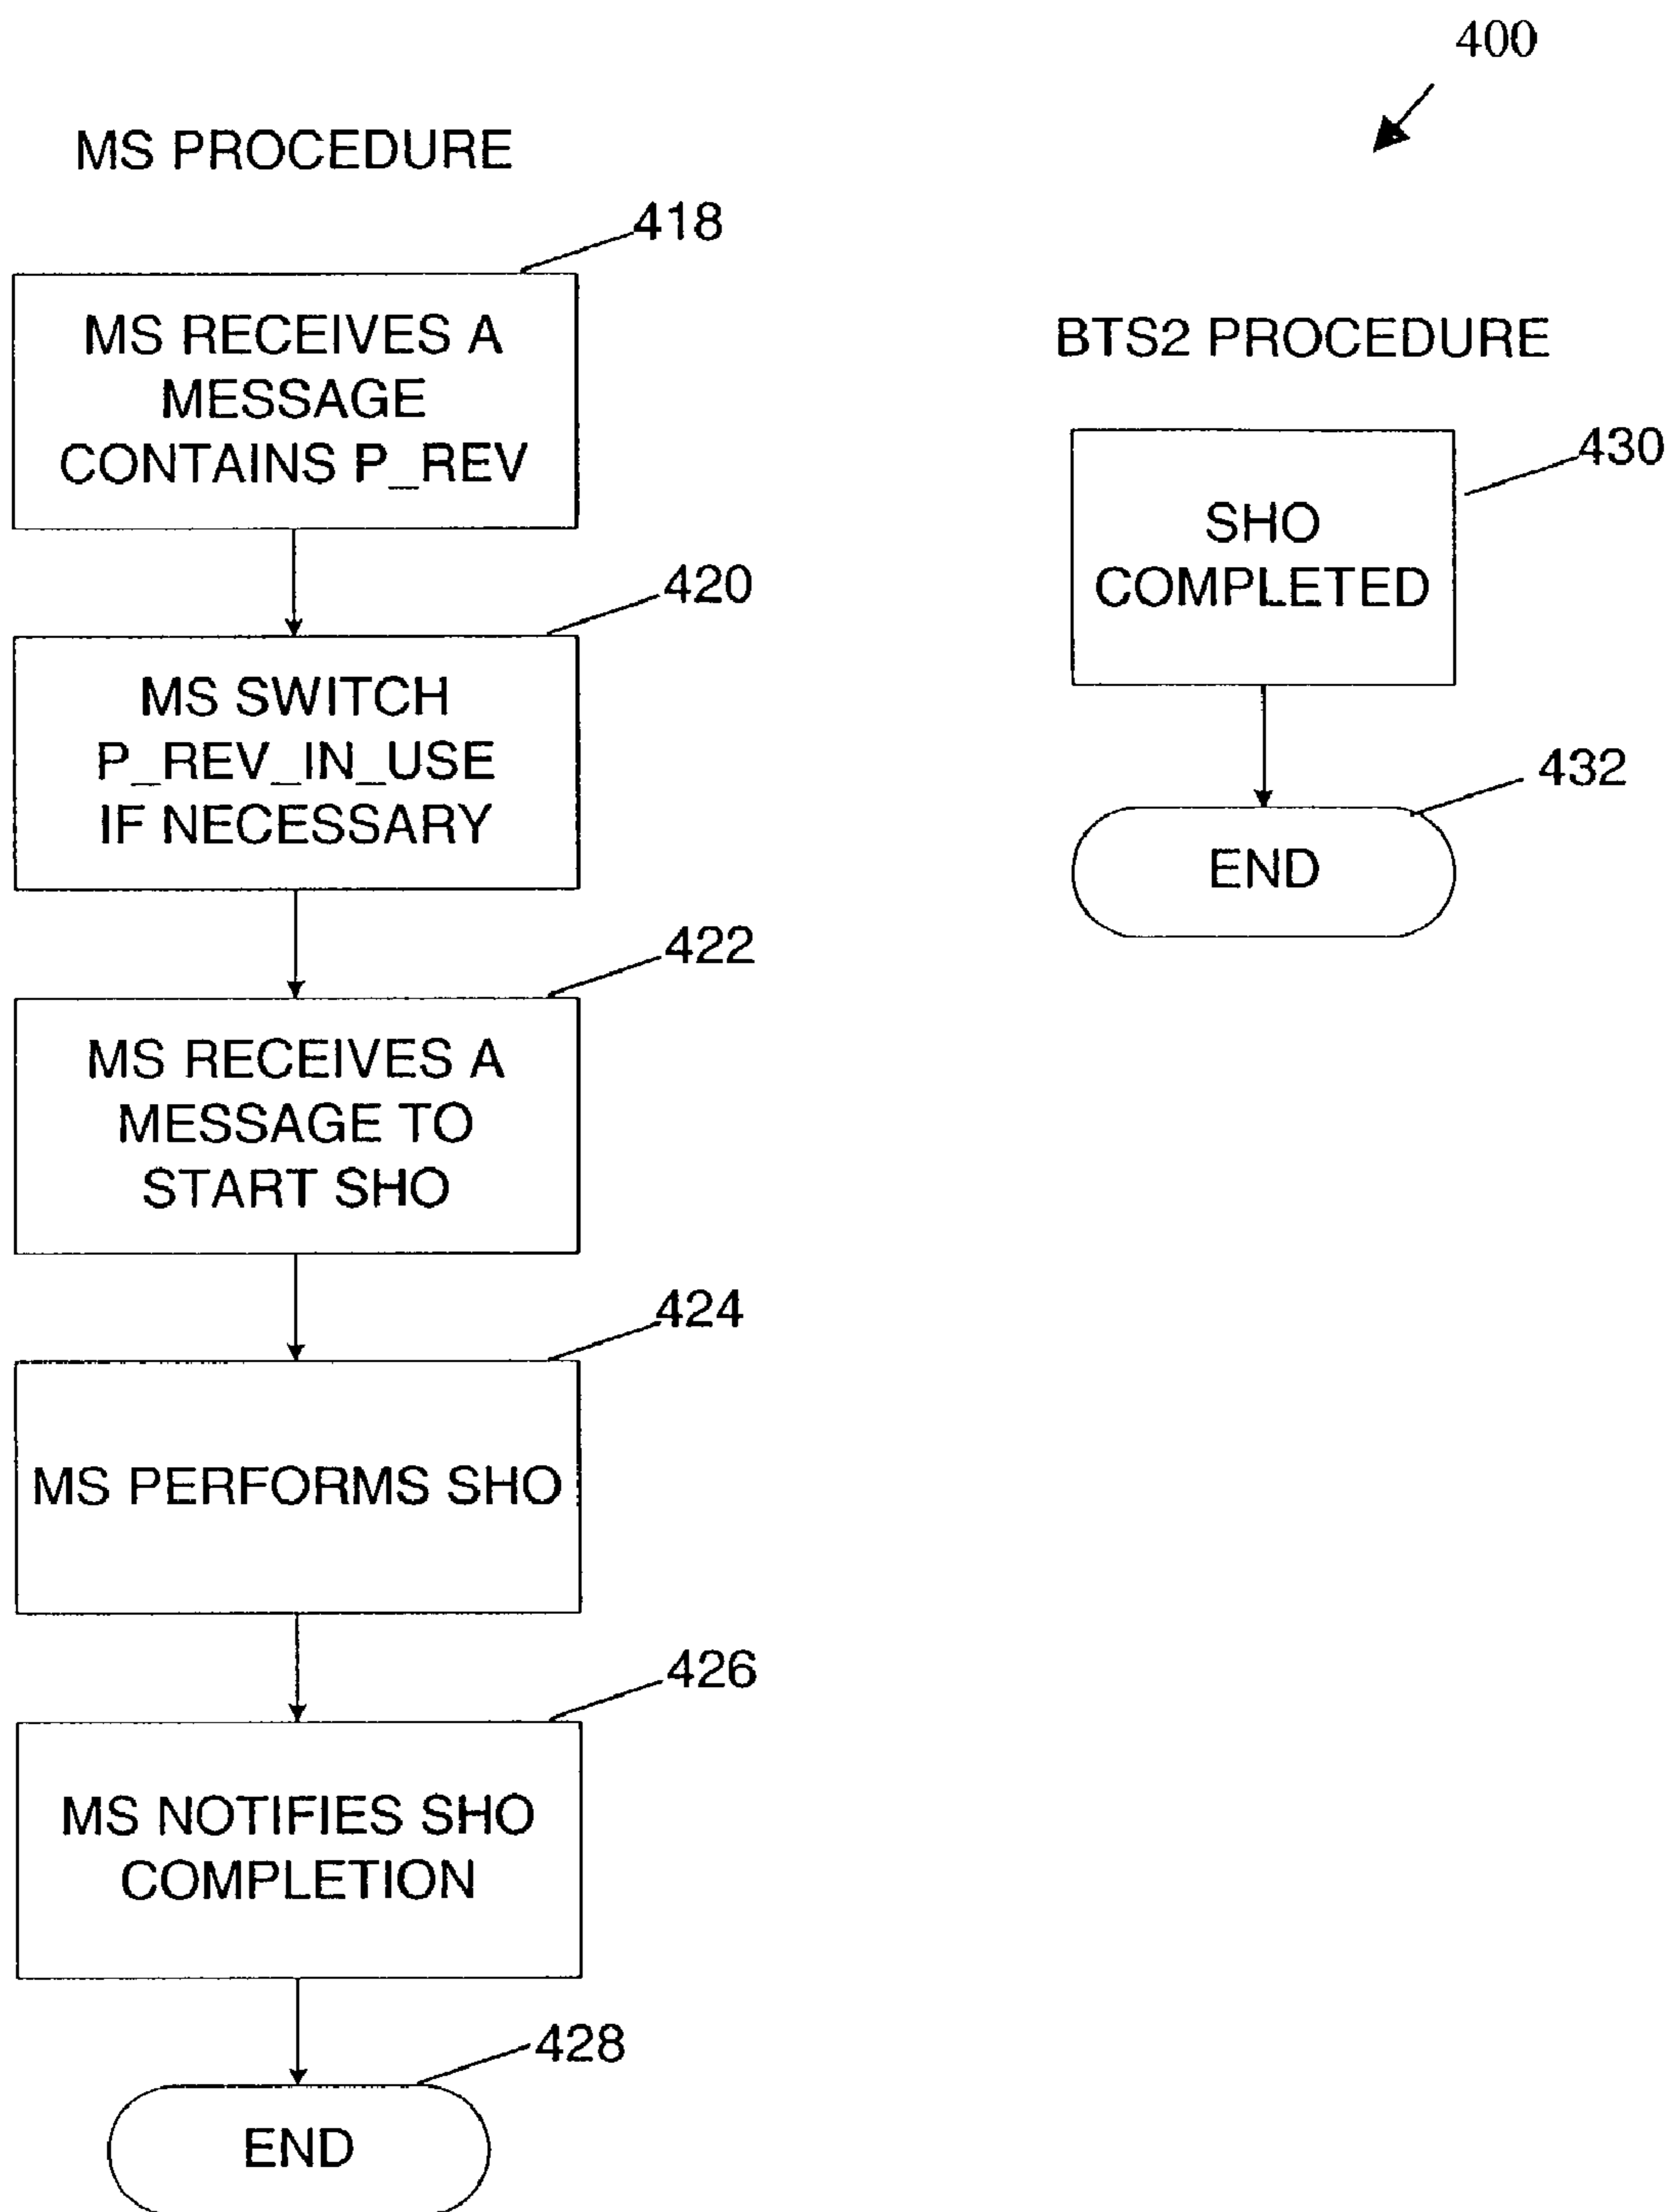 400
MS PROCEDURE
418
MS RECEIVES A
MESSAGE
CONTAINS P_REV
420
MS SWITCH
P_REV_IN_USE
IF NECESSARY
422
MS RECEIVES A
MESSAGE TO
START SHO
424
MS PERFORMS SHO
426
MS NOTIFIES SHO
COMPLETION
428
END
BTS2 PROCEDURE
430
SHO
COMPLETED
432
END